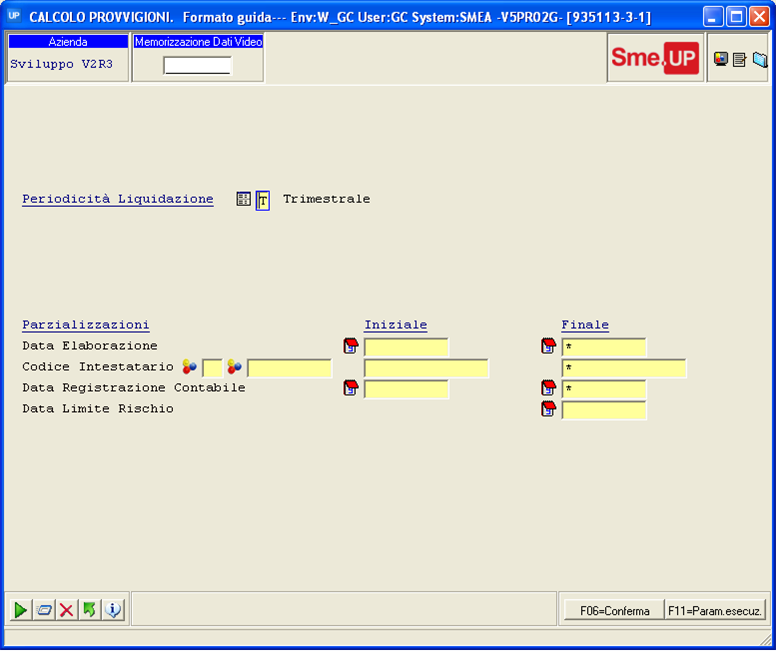 UP CALCOLO PROVVIGIONI. Formato guida--- Env:W_GC User:GC System:SMEA -V5PRO2G- [935113-3-1]
Azienda Memorizzazione Dati Video
Sviluppo V2R3
Sme.UP
Periodicità Liquidazione T Trimestrale
Parzializzazioni Iniziale Finale
Data Elaborazione *
Codice Intestatario *
Data Registrazione Contabile *
Data Limite Rischio
F06=Conferma F11=Param.esecuz.